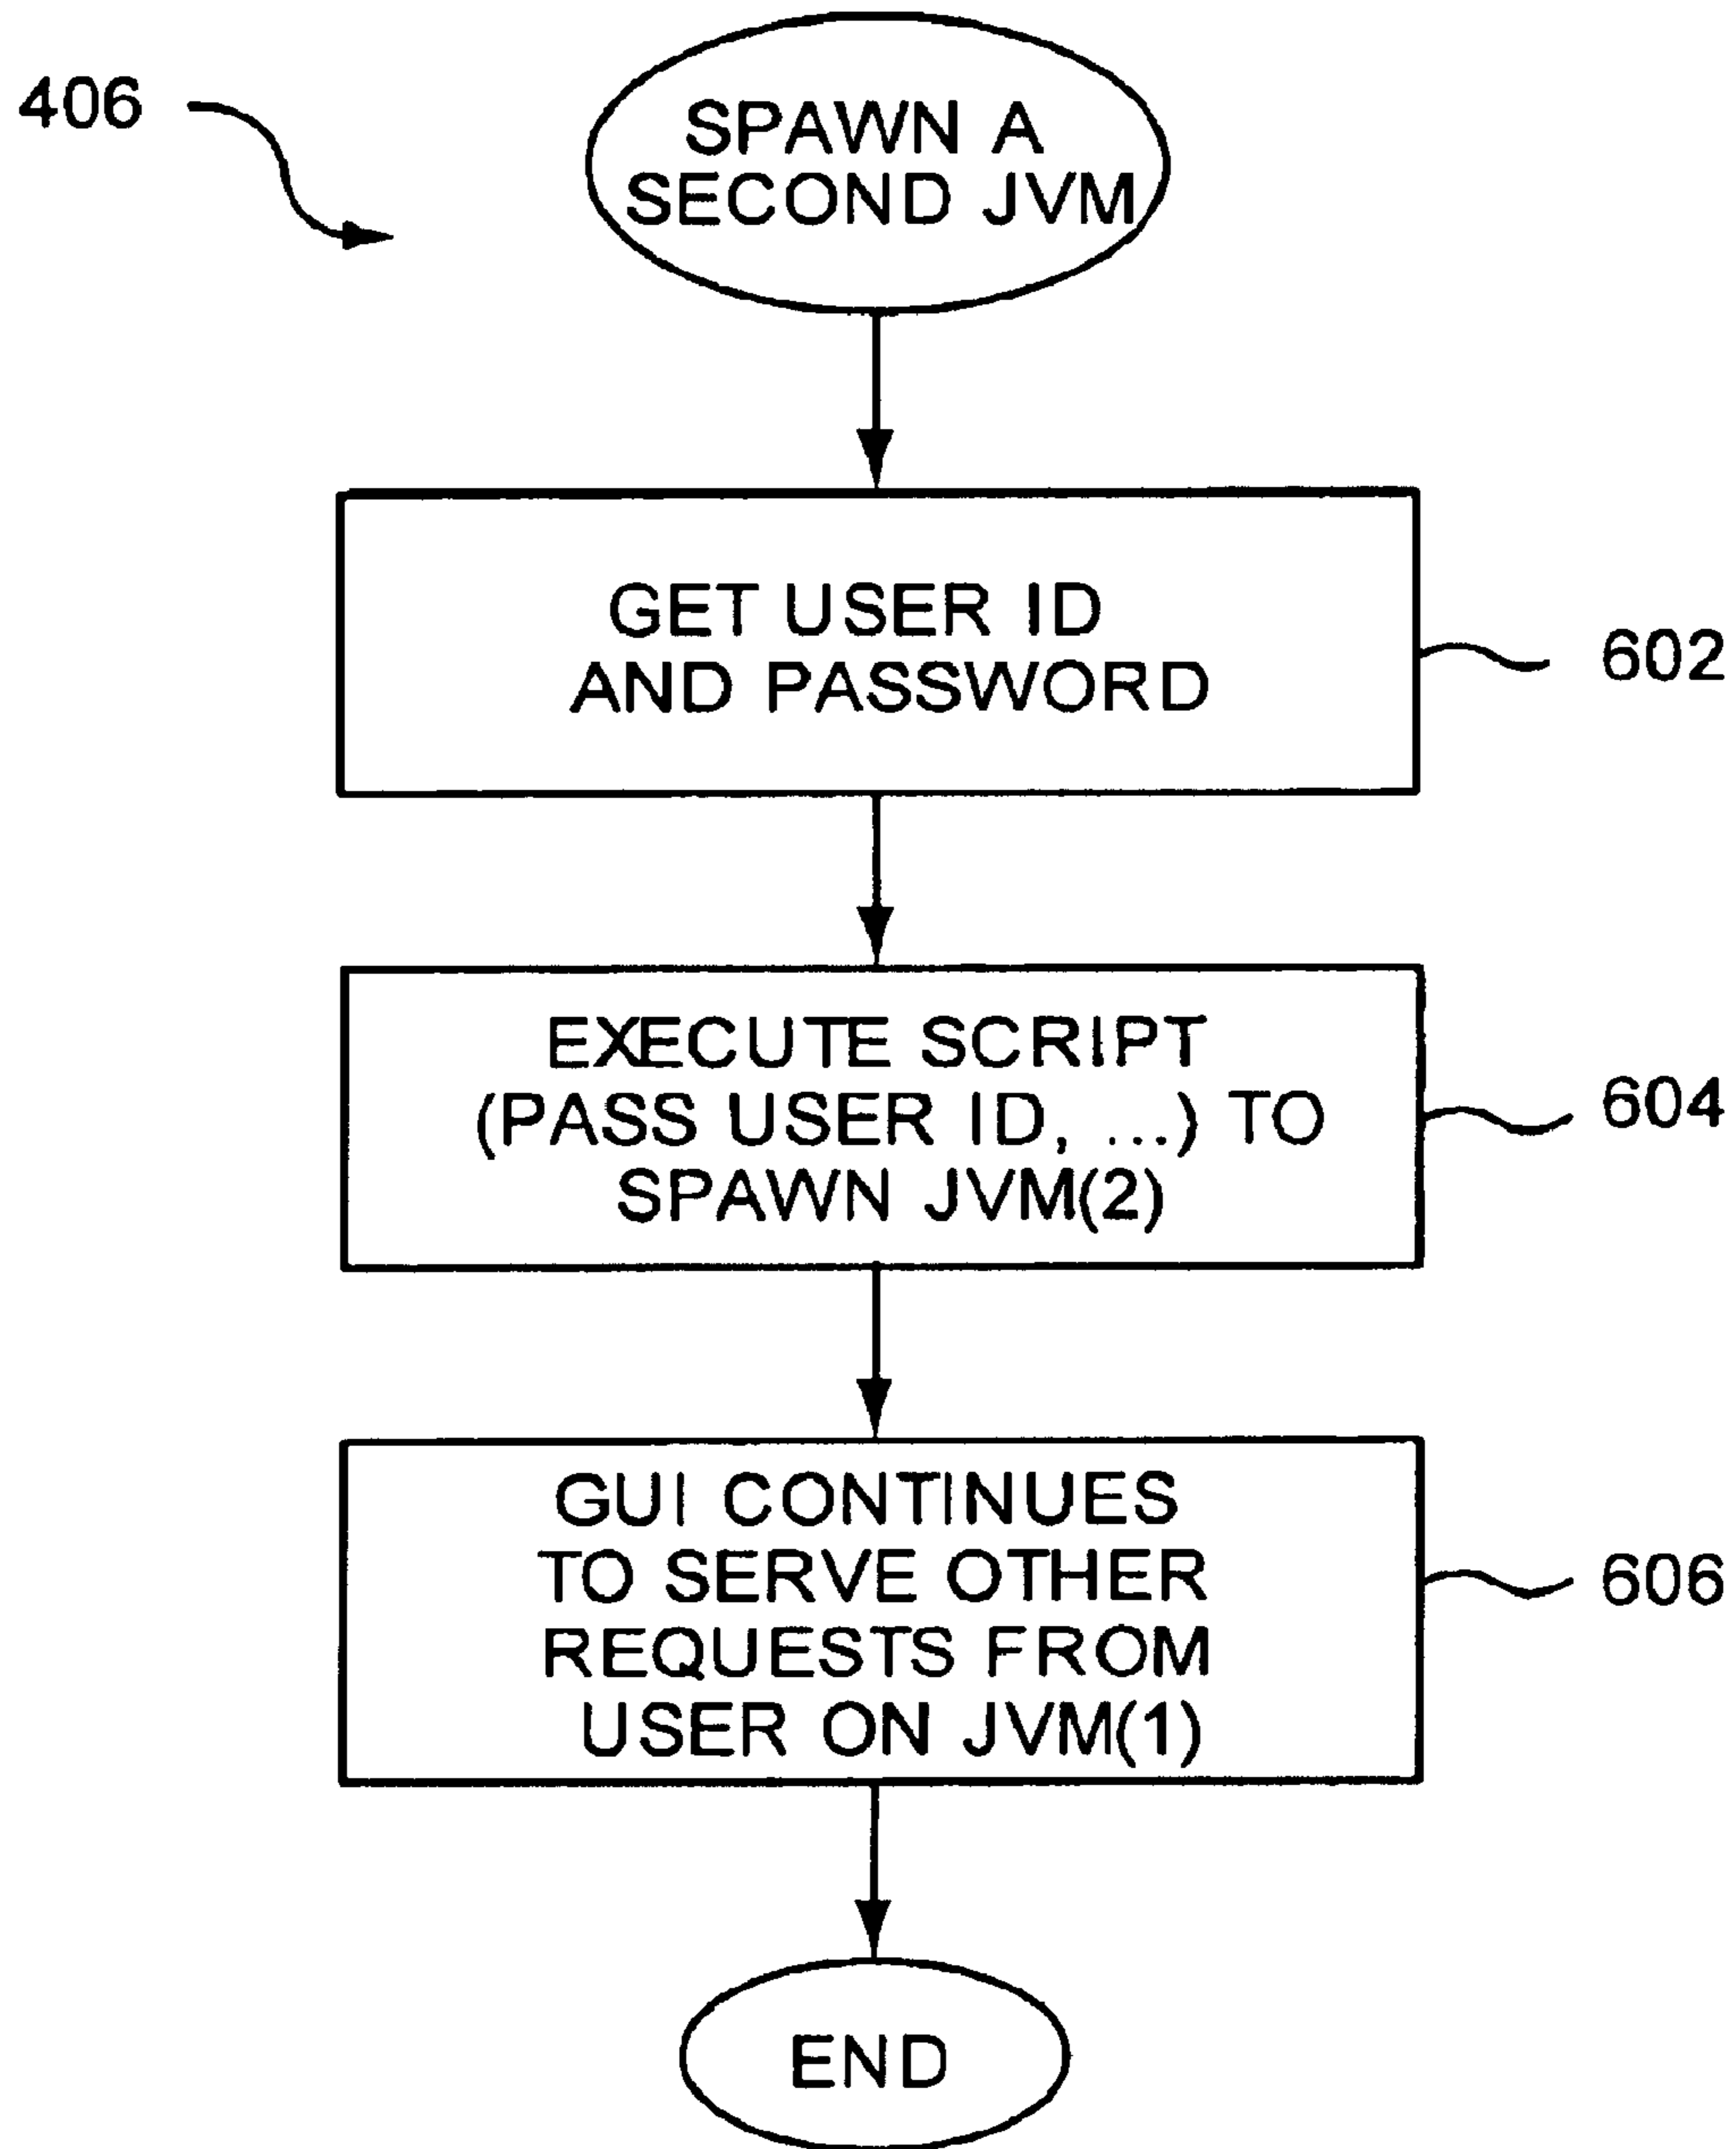 406
SPAWN A
SECOND JVM
GET USER ID
AND PASSWORD
602
EXECUTE SCRIPT
(PASS USER ID, ...) TO
SPAWN JVM(2)
604
GUI CONTINUES
TO SERVE OTHER
REQUESTS FROM
USER ON JVM(1)
606
END